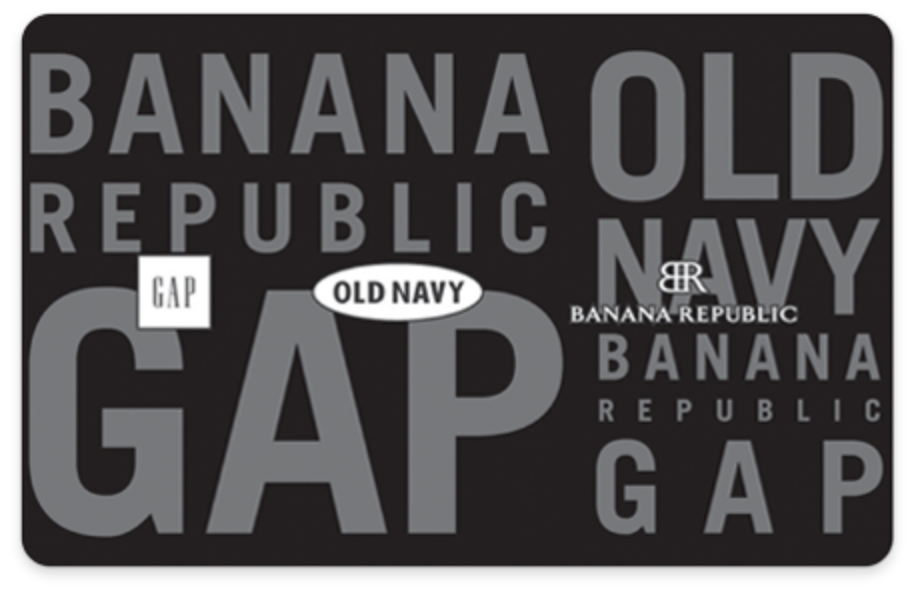 BANANA
REPUBLIC
GAP
OLD
NAVY
BANANA
REPUBLIC
GAP
GAP
OLD NAVY
BR
BANANA REPUBLIC